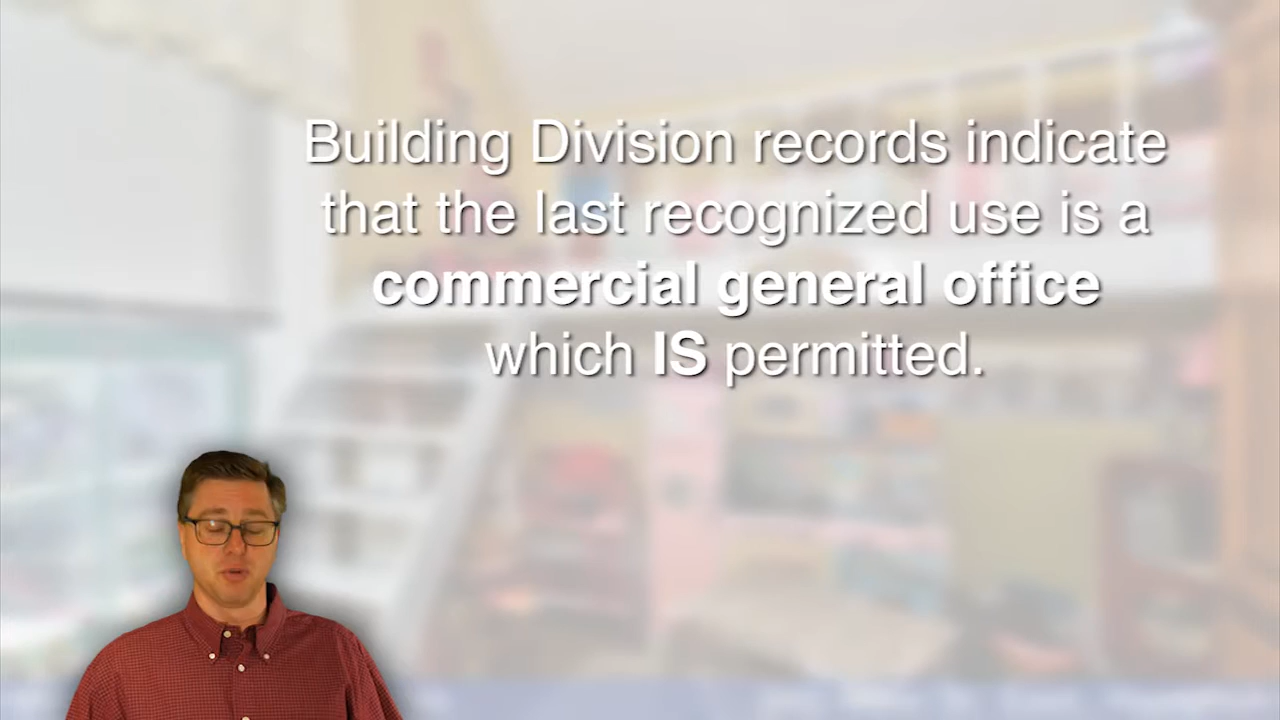 Building Division records indicate
that the last recognized use is a
commercial general office
which IS permitted.